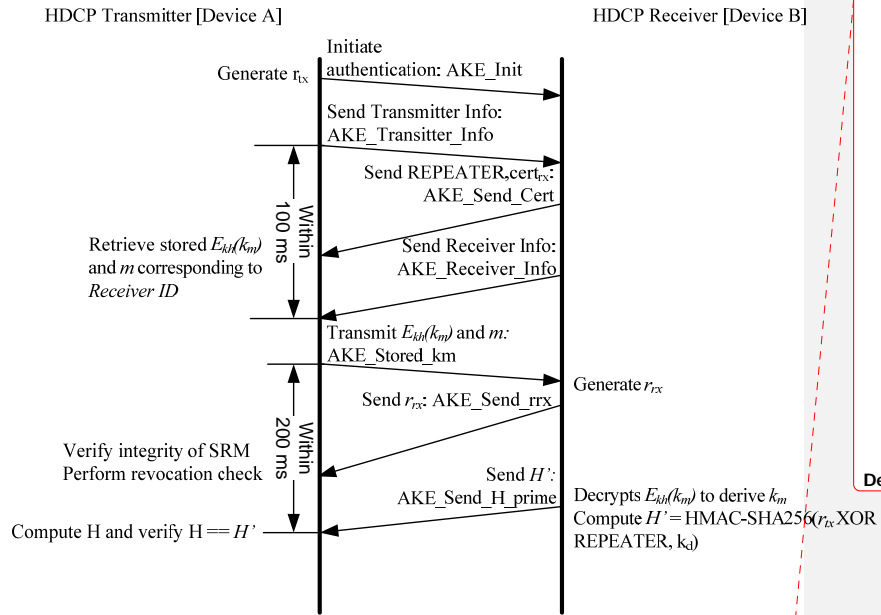 HDCP Transmitter [Device A]
HDCP Receiver [Device B]
Initiate
authentication: AKE_Init
Generate rtx
Send Transmitter Info:
AKE_Transitter_Info
Send REPEATER,certrx:
AKE_Send_Cert
Within
100 ms
Retrieve stored Ekh(km)
and m corresponding to
Receiver ID
Send Receiver Info:
AKE_Receiver_Info
Transmit Ekh(km) and m:
AKE_Stored_km
Generate rrx
Send rrx: AKE_Send_rrx
Within
200 ms
Verify integrity of SRM
Perform revocation check
Send H’:
AKE_Send_H_prime
Decrypts Ekh(km) to derive km
Compute H’ = HMAC-SHA256(rtx XOR
REPEATER, kd)
Compute H and verify H == H’